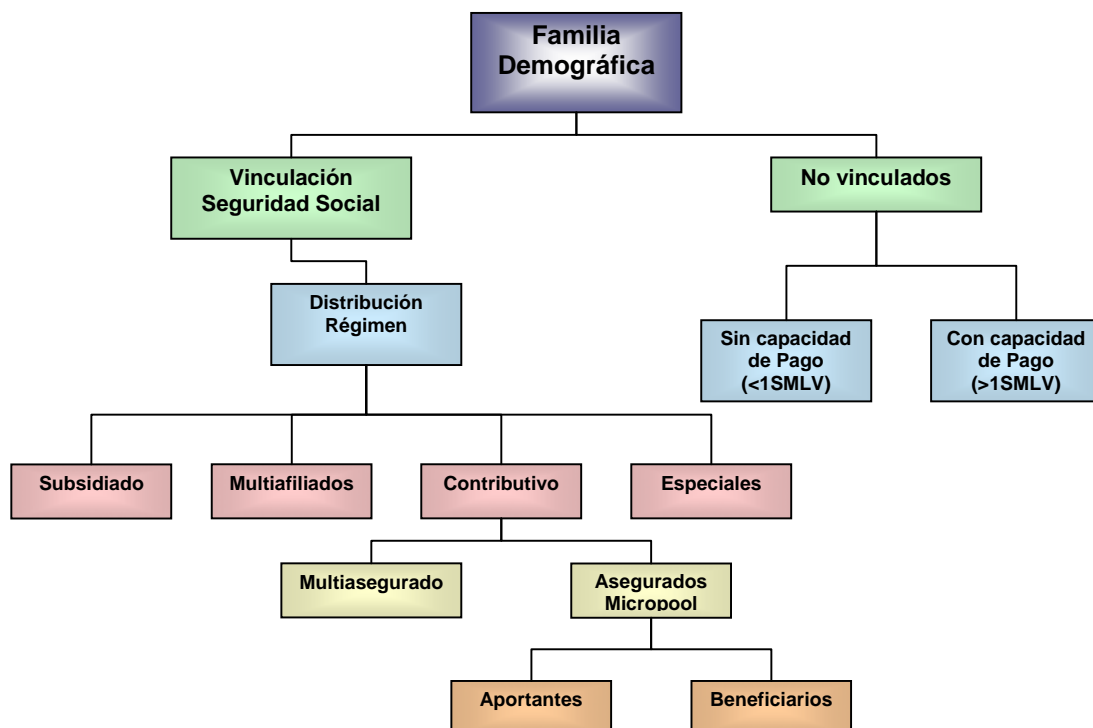 Familia
Demográfica
Vinculación
Seguridad Social
No vinculados
Distribución
Régimen
Sin capacidad
de Pago
(<1SMLV)
Con capacidad
de Pago
(>1SMLV)
Subsidiado
Multiafiliados
Contributivo
Especiales
Multiasegurado
Asegurados
Micropool
Aportantes
Beneficiarios